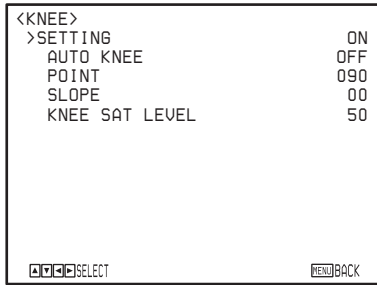 <KNEE>
>SETTING ON
AUTO KNEE OFF
POINT 090
SLOPE 00
KNEE SAT LEVEL 50
▲▼◀▶SELECT MENU BACK